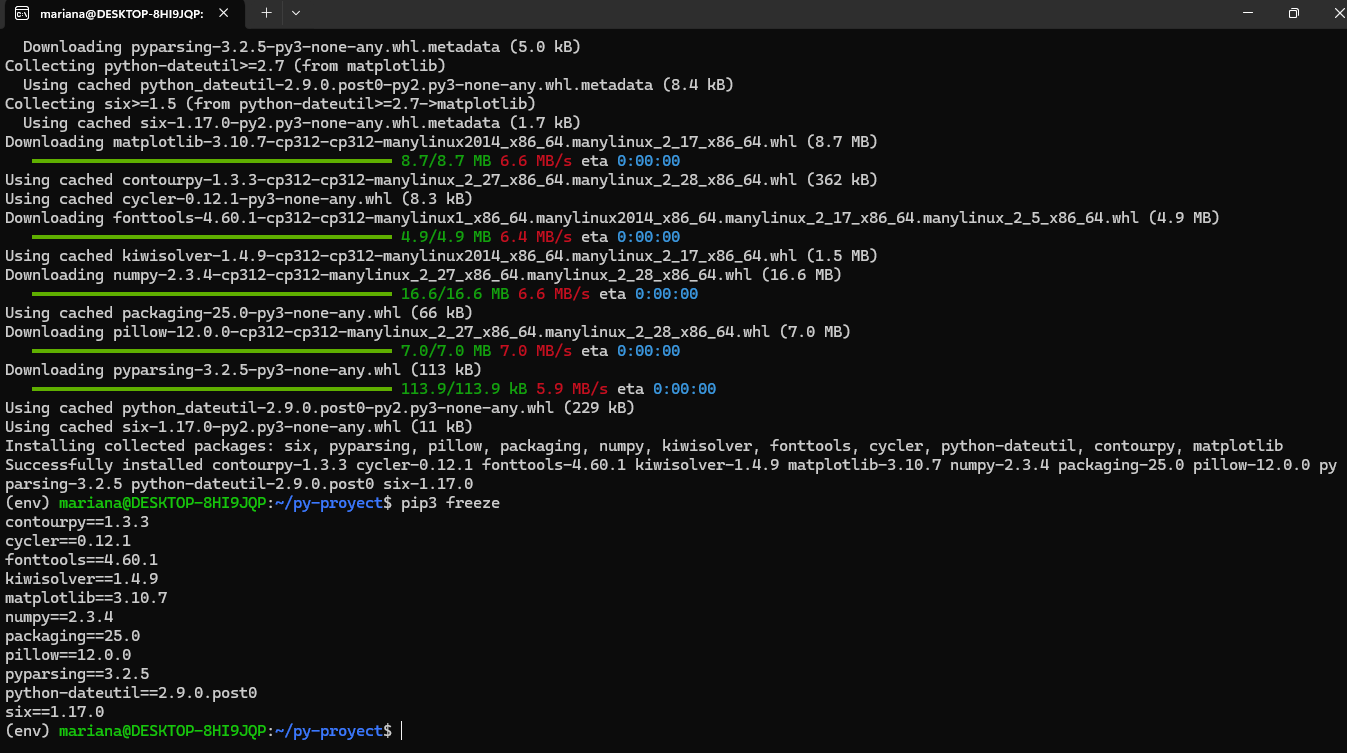 mariana@DESKTOP-8HI9JQP:
Downloading pyparsing-3.2.5-py3-none-any.whl.metadata (5.0 kB)
Collecting python-dateutil>=2.7 (from matplotlib)
Using cached python_dateutil-2.9.0.post0-py2.py3-none-any.whl.metadata (8.4 kB)
Collecting six>=1.5 (from python-dateutil>=2.7->matplotlib)
Using cached six-1.17.0-py2.py3-none-any.whl.metadata (1.7 kB)
Downloading matplotlib-3.10.7-cp312-cp312-manylinux2014_x86_64.manylinux_2_17_x86_64.whl (8.7 MB)
8.7/8.7 MB 6.6 MB/s eta 0:00:00
Using cached contourpy-1.3.3-cp312-cp312-manylinux_2_27_x86_64.manylinux_2_28_x86_64.whl (362 kB)
Using cached cycler-0.12.1-py3-none-any.whl (8.3 kB)
Downloading fonttools-4.60.1-cp312-cp312-manylinux1_x86_64.manylinux2014_x86_64.manylinux_2_17_x86_64.manylinux_2_5_x86_64.whl (4.9 MB)
4.9/4.9 MB 6.4 MB/s eta 0:00:00
Using cached kiwisolver-1.4.9-cp312-cp312-manylinux2014_x86_64.manylinux_2_17_x86_64.whl (1.5 MB)
Downloading numpy-2.3.4-cp312-cp312-manylinux_2_27_x86_64.manylinux_2_28_x86_64.whl (16.6 MB)
16.6/16.6 MB 6.6 MB/s eta 0:00:00
Using cached packaging-25.0-py3-none-any.whl (66 kB)
Downloading pillow-12.0.0-cp312-cp312-manylinux_2_27_x86_64.manylinux_2_28_x86_64.whl (7.0 MB)
7.0/7.0 MB 7.0 MB/s eta 0:00:00
Downloading pyparsing-3.2.5-py3-none-any.whl (113 kB)
113.9/113.9 kB 5.9 MB/s eta 0:00:00
Using cached python_dateutil-2.9.0.post0-py2.py3-none-any.whl (229 kB)
Using cached six-1.17.0-py2.py3-none-any.whl (11 kB)
Installing collected packages: six, pyparsing, pillow, packaging, numpy, kiwisolver, fonttools, cycler, python-dateutil, contourpy, matplotlib
Successfully installed contourpy-1.3.3 cycler-0.12.1 fonttools-4.60.1 kiwisolver-1.4.9 matplotlib-3.10.7 numpy-2.3.4 packaging-25.0 pillow-12.0.0 py
parsing-3.2.5 python-dateutil-2.9.0.post0 six-1.17.0
(env) mariana@DESKTOP-8HI9JQP:~/py-proyect$ pip3 freeze
contourpy==1.3.3
cycler==0.12.1
fonttools==4.60.1
kiwisolver==1.4.9
matplotlib==3.10.7
numpy==2.3.4
packaging==25.0
pillow==12.0.0
pyparsing==3.2.5
python-dateutil==2.9.0.post0
six==1.17.0
(env) mariana@DESKTOP-8HI9JQP:~/py-proyect$